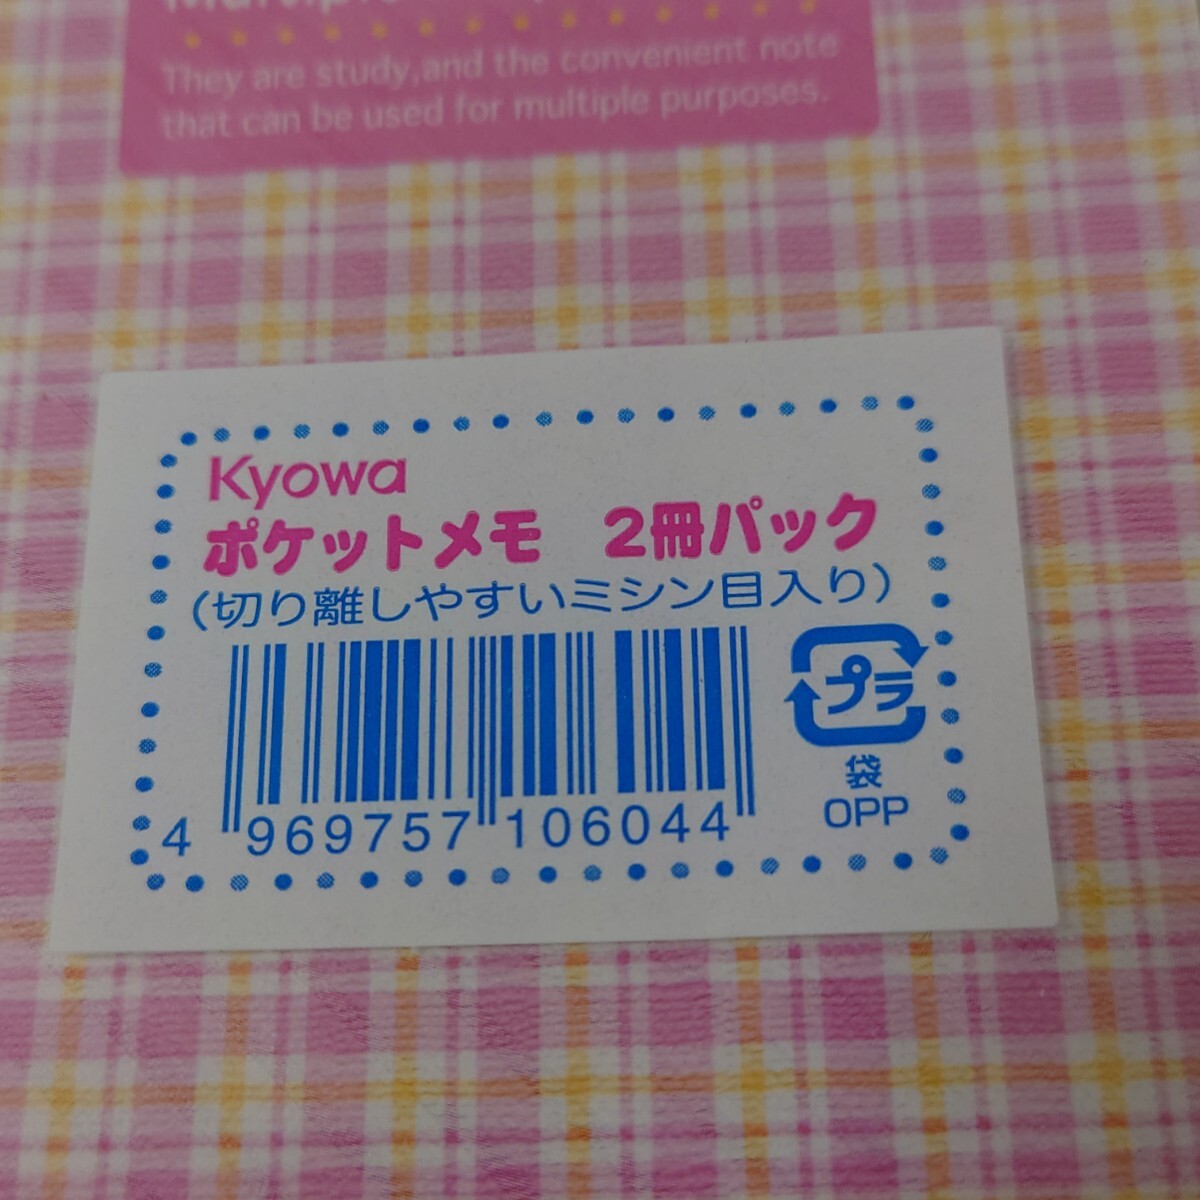 They are study,and the convenient note
that can be used for multiple purposes.
Kyowa
ポケットメモ 2冊パック
(切り離しやすいミシン目入り)
プラ
袋
OPP
4 969757 106044